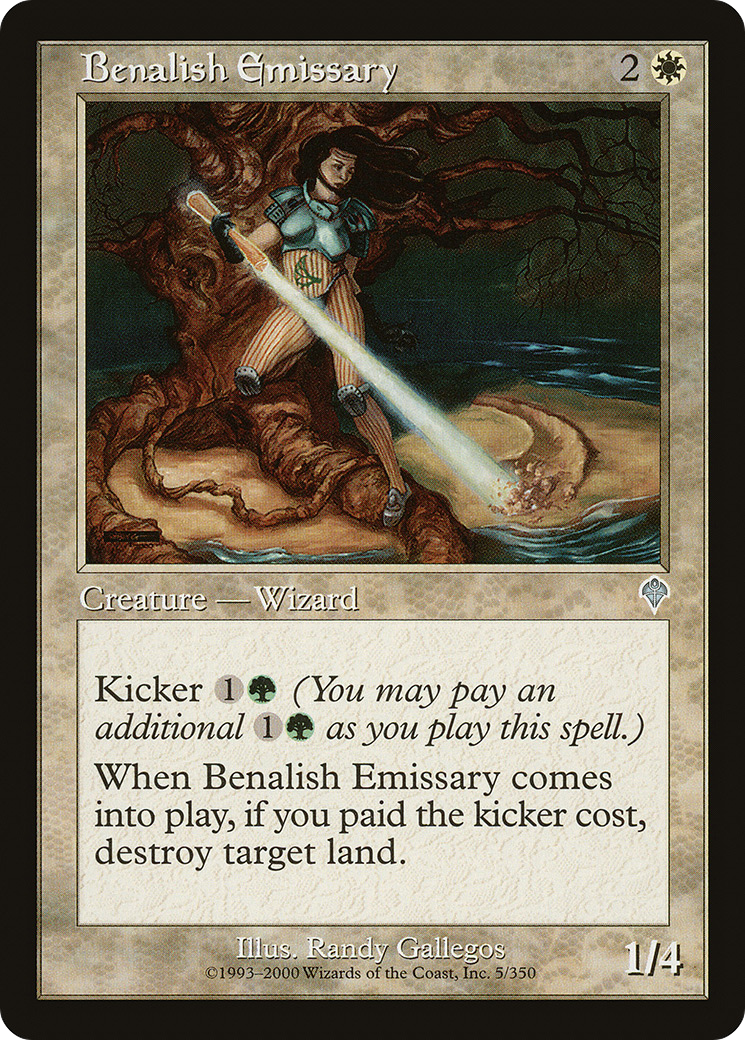 Benalish Emissary 2
Creature — Wizard
Kicker 1 (You may pay an
additional 1 as you play this spell.)
When Benalish Emissary comes
into play, if you paid the kicker cost,
destroy target land.
Illus. Randy Gallegos
©1993–2000 Wizards of the Coast, Inc. 5/350
1/4